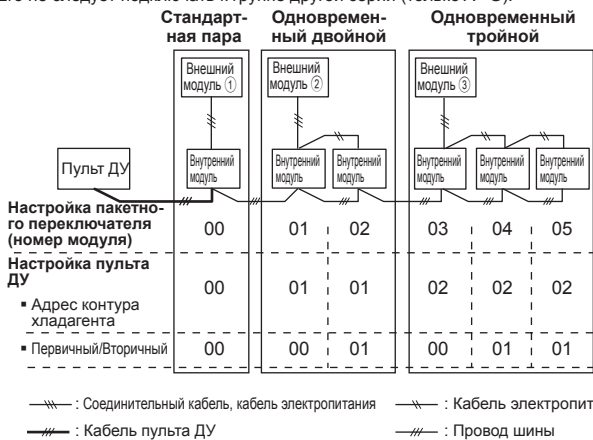 Стандарт-
ная пара
Одновремен-
ный двойной
Одновременный
тройной
Внешний
модуль ①
Внешний
модуль ②
Внешний
модуль ③
Пульт ДУ
Внутренний
модуль
Внутренний
модуль
Внутренний
модуль
Внутренний
модуль
Внутренний
модуль
Внутренний
модуль
Настройка пакетно-
го переключателя
(номер модуля)
00 01 02 03 04 05
Настройка пульта
ДУ
▪ Адрес контура
хладагента
00 01 01 02 02 02
▪ Первичный/Вторичный 00 00 01 00 01 01
: Соединительный кабель, кабель электропитания
: Кабель электропит
: Кабель пульта ДУ
: Провод шины